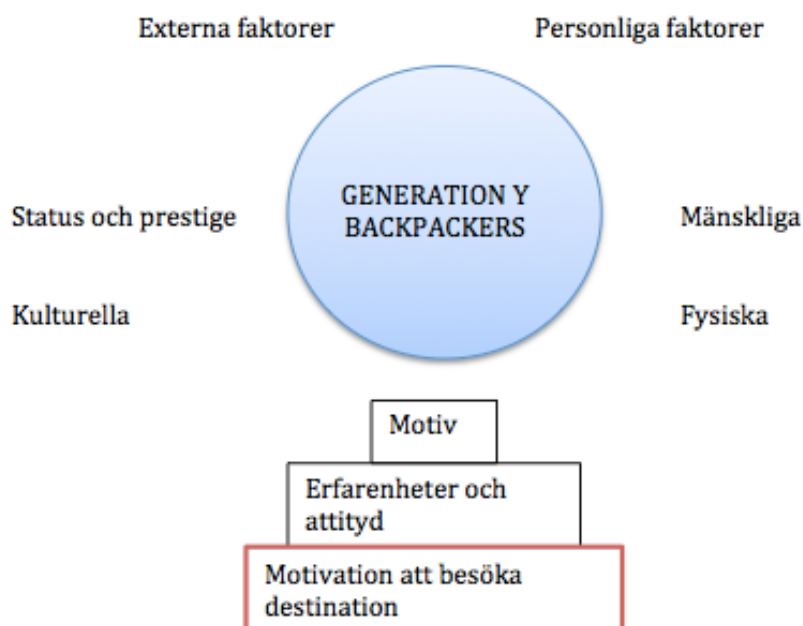 Externa faktorer
Personliga faktorer
GENERATION Y
BACKPACKERS
Status och prestige
Mänskliga
Kulturella
Fysiska
Motiv
Erfarenheter och
attityd
Motivation att besöka
destination